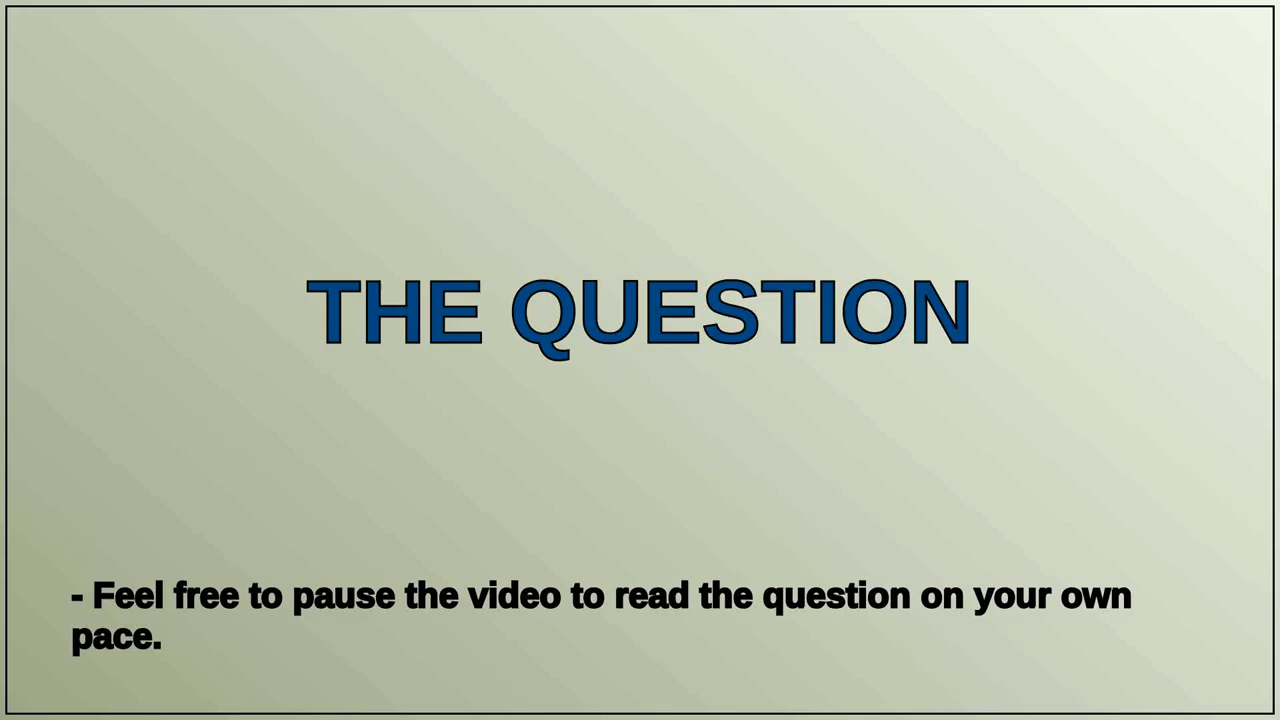 THE QUESTION
- Feel free to pause the video to read the question on your own
pace.